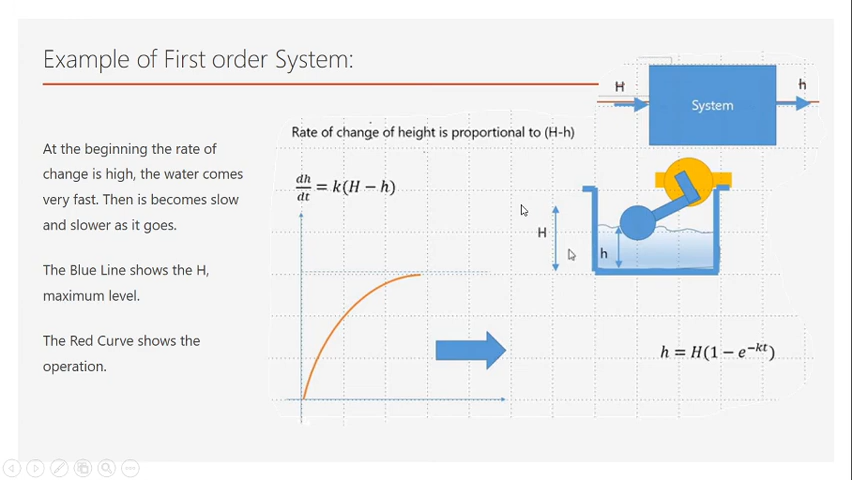 Example of First order System:
H
h
System
Rate of change of height is proportional to (H-h)
At the beginning the rate of
change is high, the water comes
very fast. Then is becomes slow
and slower as it goes.
dh/dt = k(H − h)
H
h
The Blue Line shows the H,
maximum level.
The Red Curve shows the
operation.
h = H(1 − e^−kt)